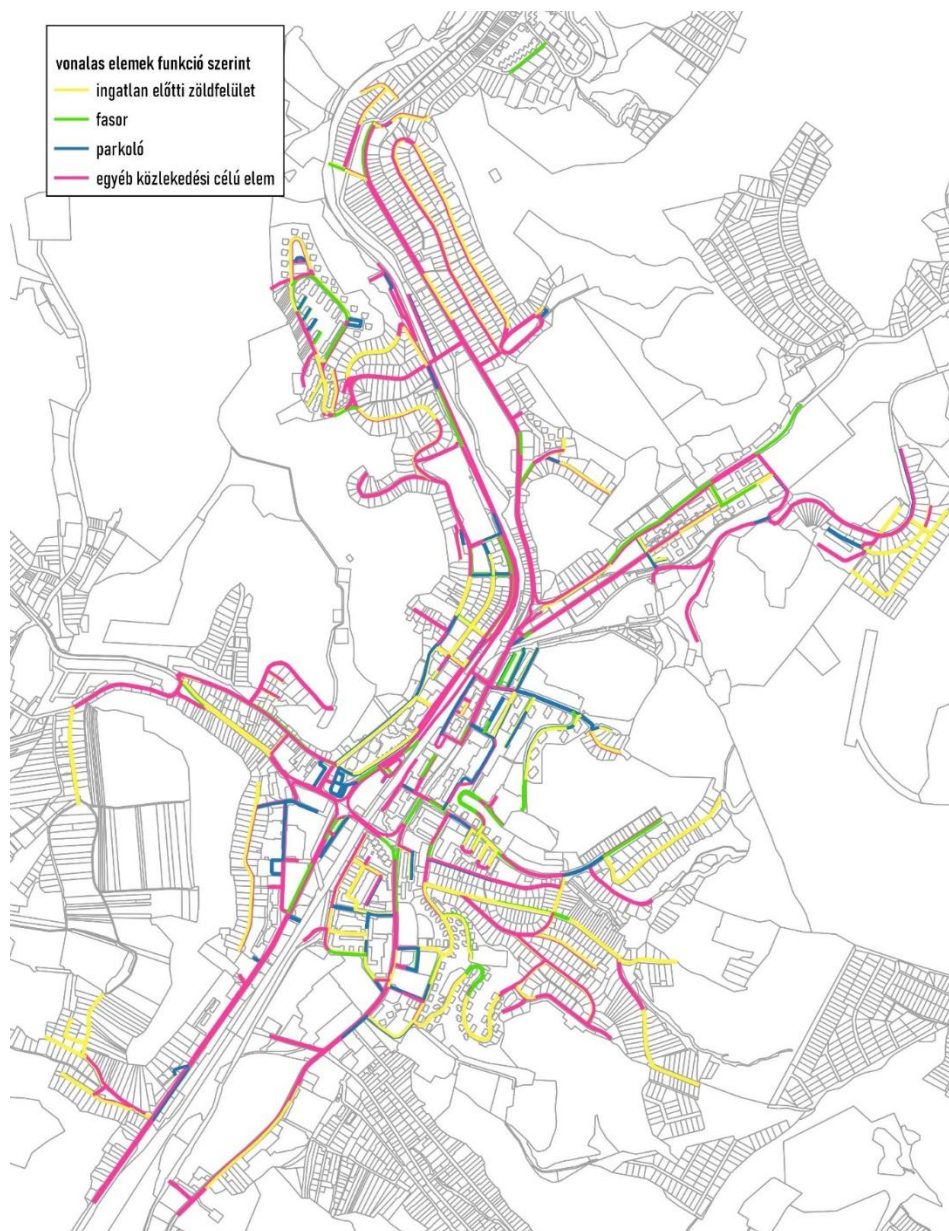 vonalas elemek funkció szerint
ingatlan előtti zöldfelület
fasor
parkoló
egyéb közlekedési célú elem